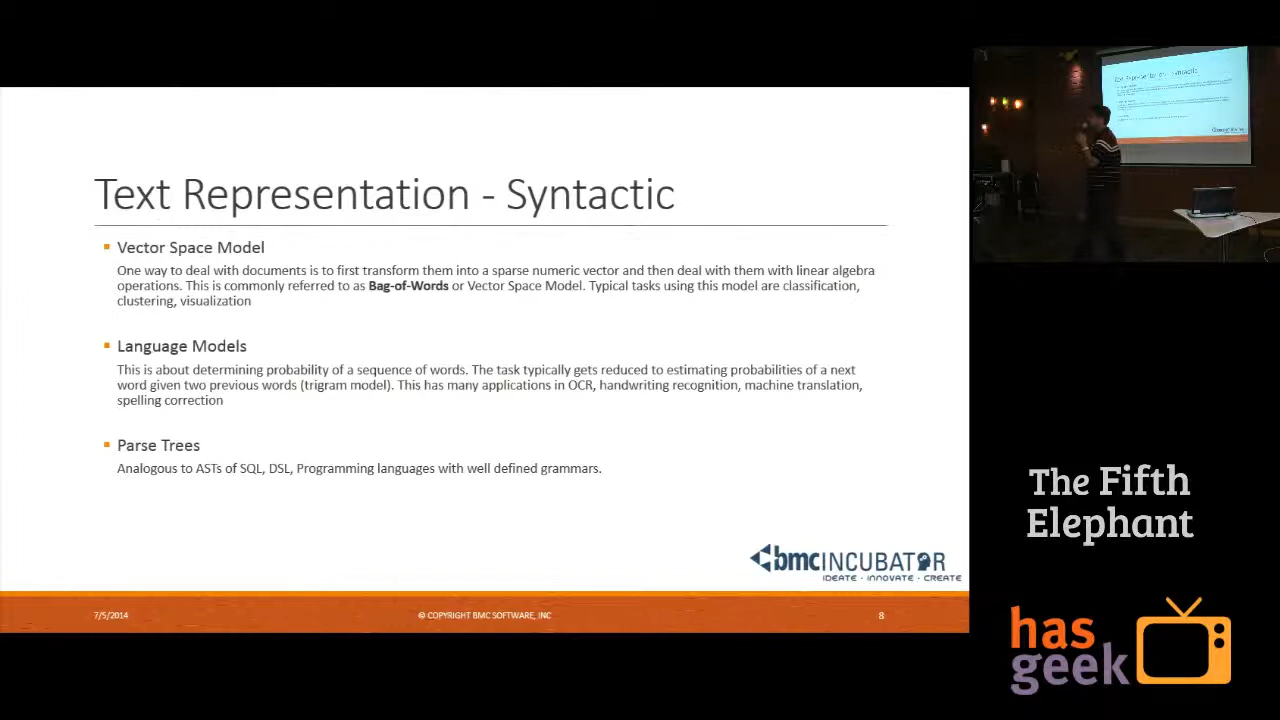 Text Representation - Syntactic
Vector Space Model
One way to deal with documents is to first transform them into a sparse numeric vector and then deal with them with linear algebra
operations. This is commonly referred to as Bag-of-Words or Vector Space Model. Typical tasks using this model are classification,
clustering, visualization
Language Models
This is about determining probability of a sequence of words. The task typically gets reduced to estimating probabilities of a next
word given two previous words (trigram model). This has many applications in OCR, handwriting recognition, machine translation,
spelling correction
Parse Trees
Analogous to ASTs of SQL, DSL, Programming languages with well defined grammars.
bmcINCUBATOR
IDEATE · INNOVATE · CREATE
7/5/2014
© COPYRIGHT BMC SOFTWARE, INC
8
Text Representation - Syntactic
The Fifth
Elephant
has
geek